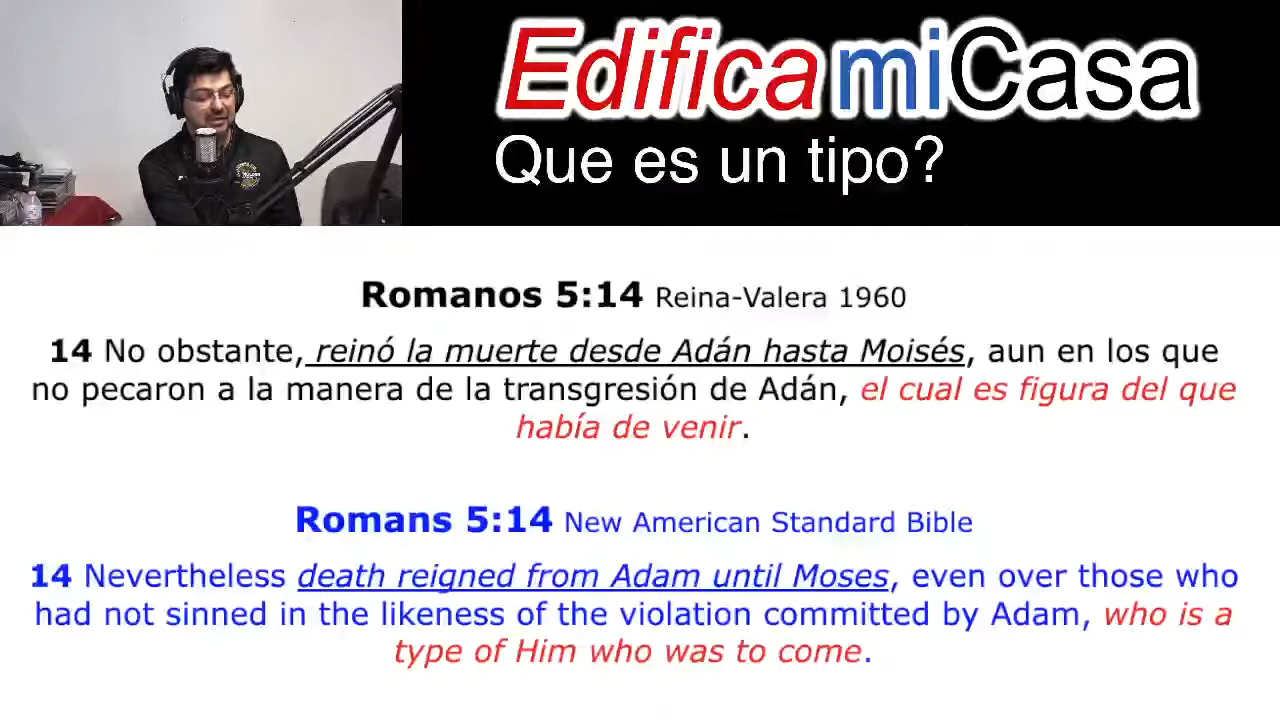 EdificamiCasa
Que es un tipo?
Romanos 5:14 Reina-Valera 1960
14 No obstante, reinó la muerte desde Adán hasta Moisés, aun en los que
no pecaron a la manera de la transgresión de Adán, el cual es figura del que
había de venir.
Romans 5:14 New American Standard Bible
14 Nevertheless death reigned from Adam until Moses, even over those who
had not sinned in the likeness of the violation committed by Adam, who is a
type of Him who was to come.